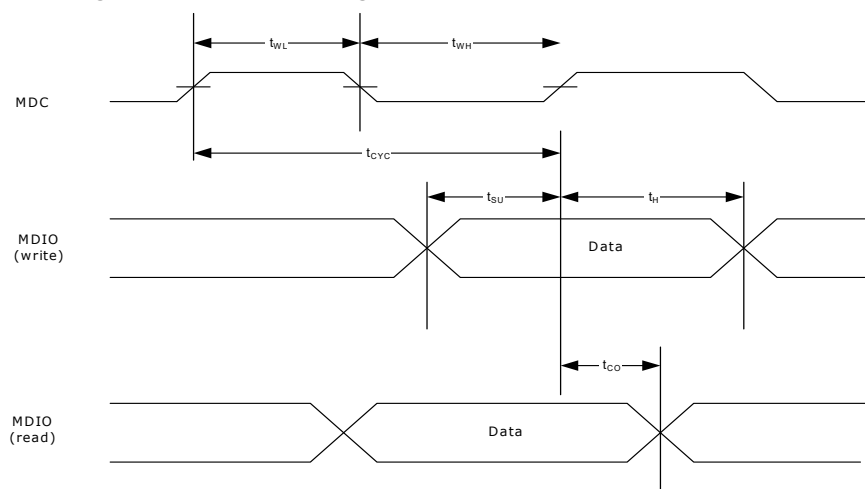 tWL
tWH
MDC
tCYC
tSU
tH
MDIO
(write)
Data
tCO
MDIO
(read)
Data